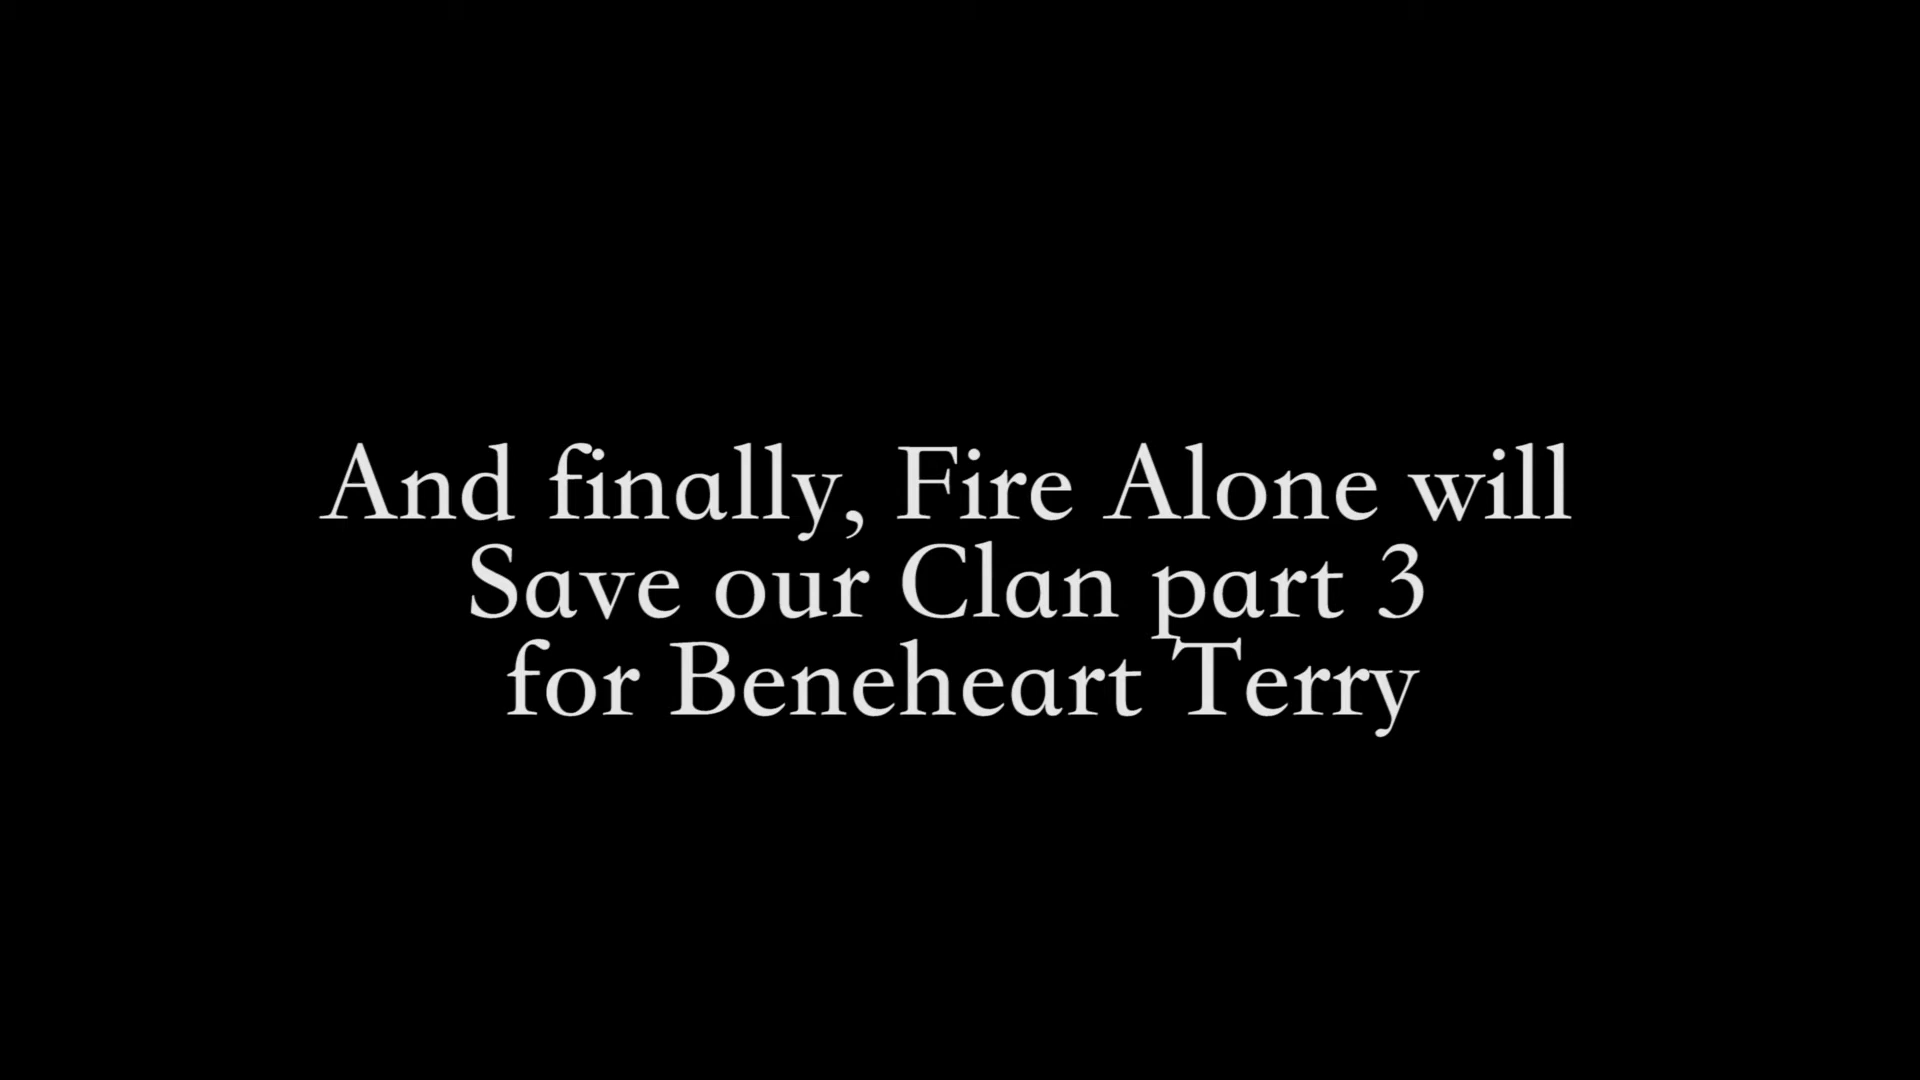 And finally, Fire Alone will
Save our Clan part 3
for Beneheart Terry